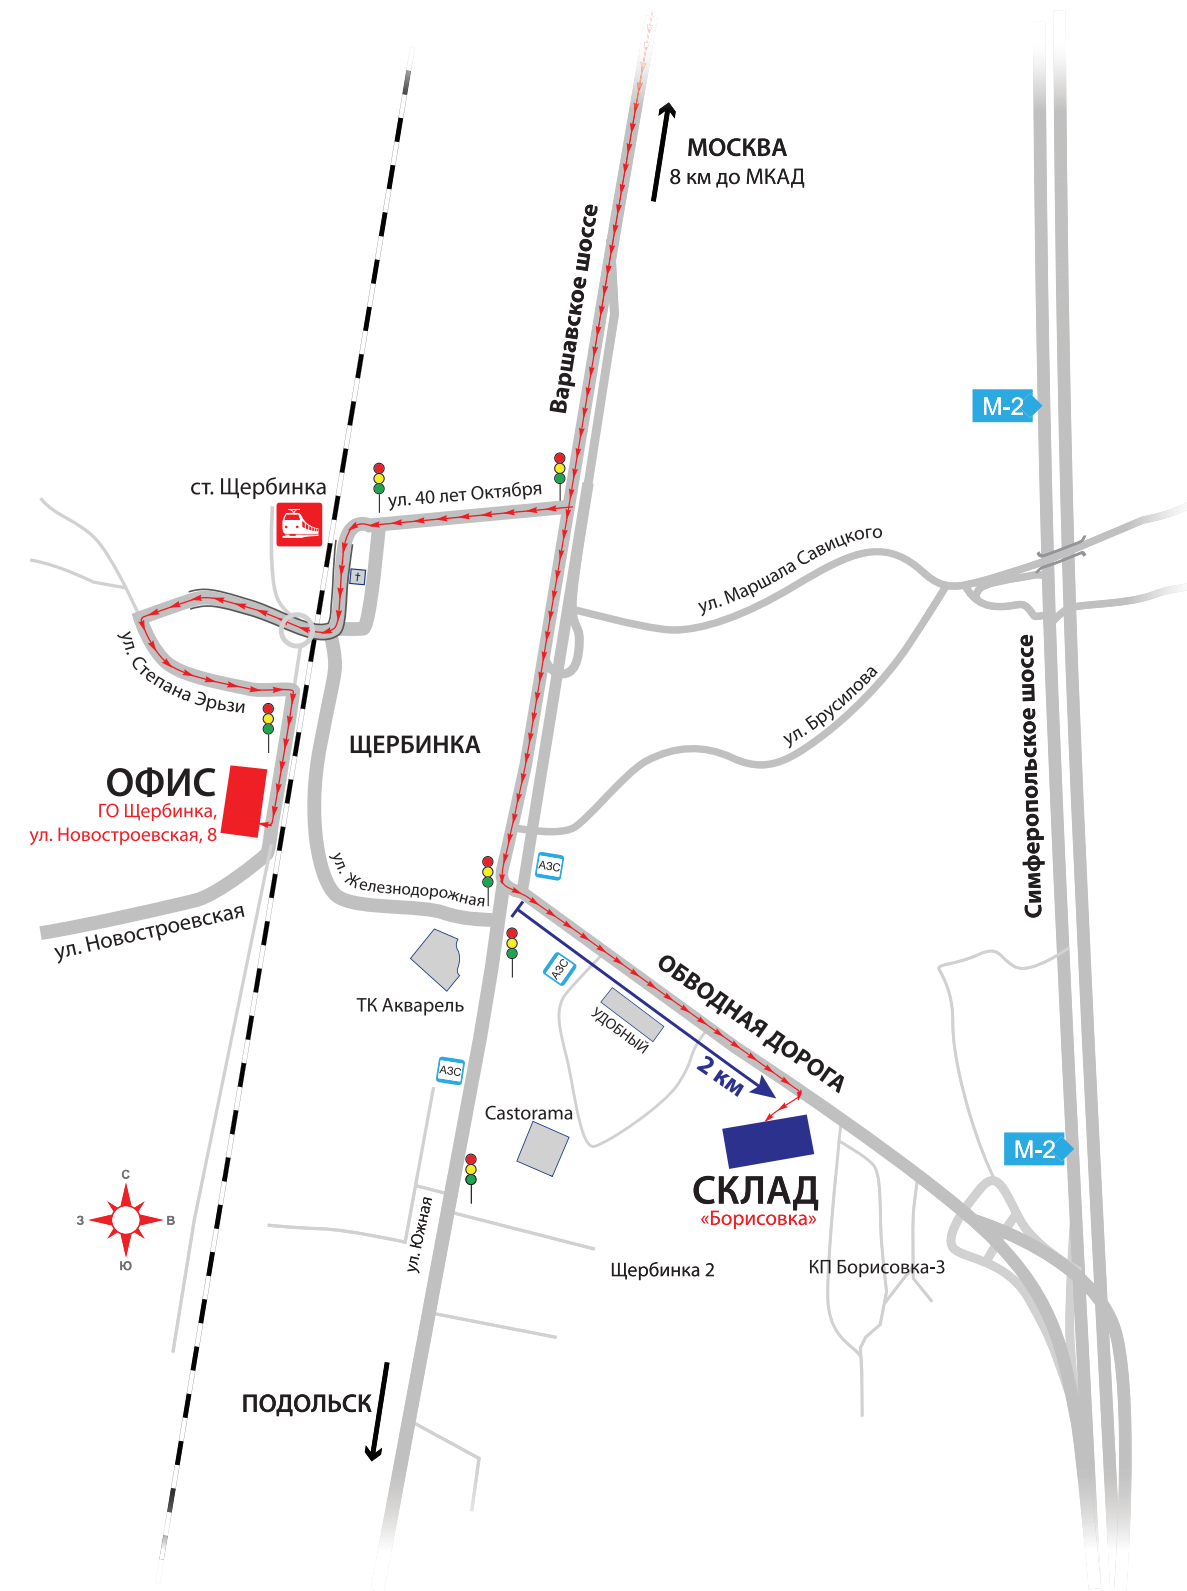 МОСКВА
8 км до МКАД
Варшавское шоссе
М-2
ст. Щербинка
ул. 40 лет Октября
ул. Маршала Савицкого
ул. Степана Эрьзи
ул. Брусилова
Симферопольское шоссе
ЩЕРБИНКА
ОФИС
ГО Щербинка,
ул. Новостроевская, 8
ул. Железнодорожная
АЗС
ул. Новостроевская
ТК Акварель
АЗС
УДОБНЫЙ
ОБВОДНАЯ ДОРОГА
2 км
АЗС
Castorama
М-2
СКЛАД
«Борисовка»
С
З
В
Ю
ул. Южная
Щербинка 2
КП Борисовка-3
ПОДОЛЬСК